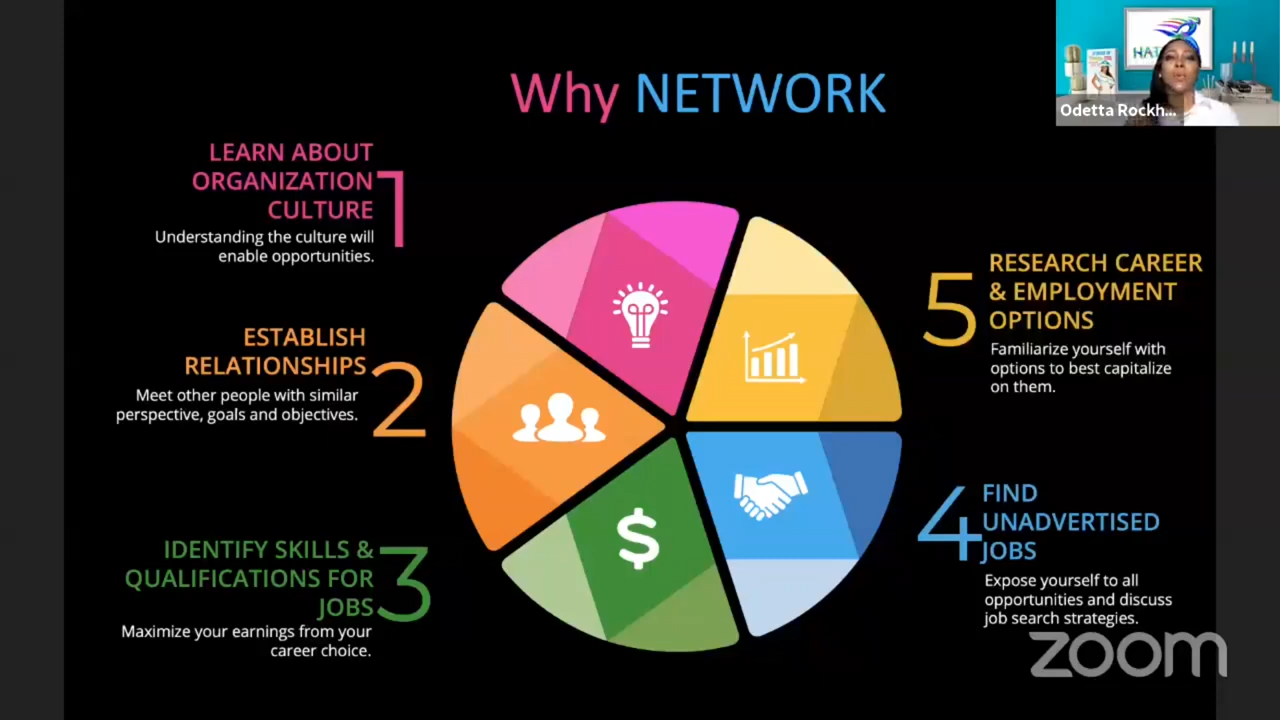 Why NETWORK
Odetta Rockh...
LEARN ABOUT
ORGANIZATION
CULTURE
1
Understanding the culture will
enable opportunities.
ESTABLISH
RELATIONSHIPS
2
Meet other people with similar
perspective, goals and objectives.
IDENTIFY SKILLS &
QUALIFICATIONS FOR
JOBS
3
Maximize your earnings from your
career choice.
$
5
RESEARCH CAREER
& EMPLOYMENT
OPTIONS
Familiarize yourself with
options to best capitalize
on them.
4
FIND
UNADVERTISED
JOBS
Expose yourself to all
opportunities and discuss
job search strategies.
zoom